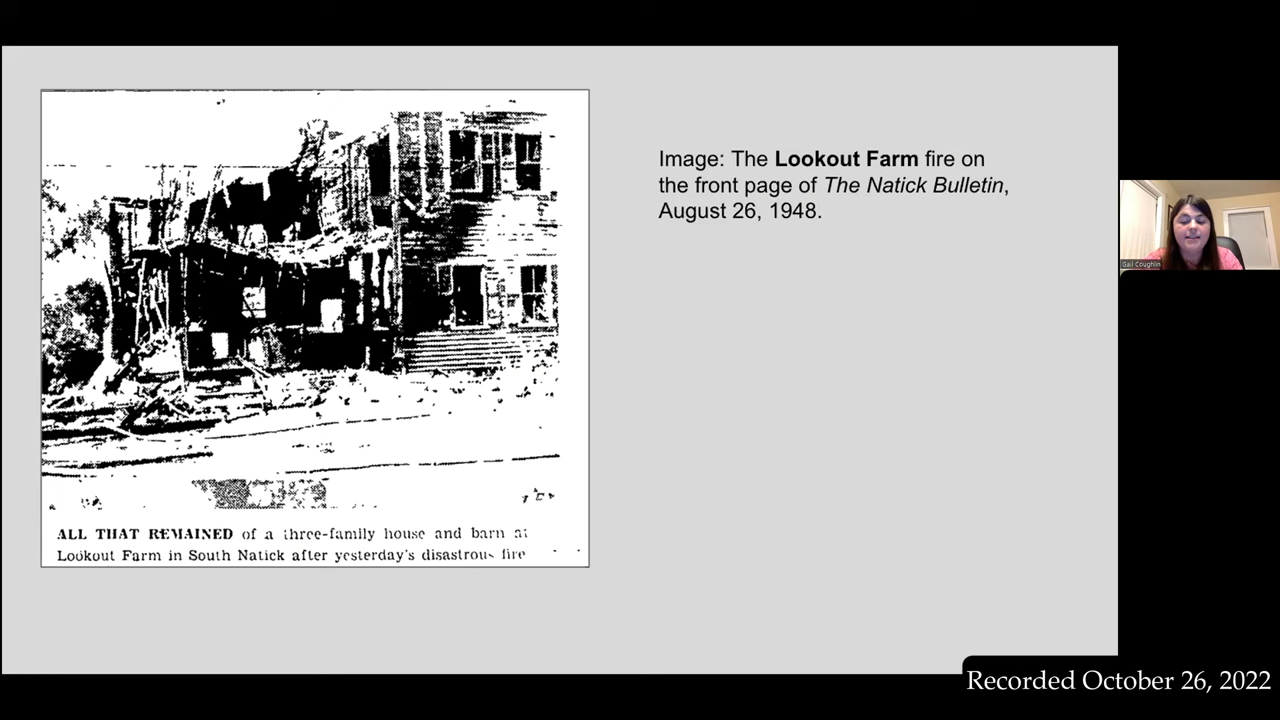 Image: The Lookout Farm fire on
the front page of The Natick Bulletin,
August 26, 1948.
ALL THAT REMAINED of a three-family house and barn at
Lookout Farm in South Natick after yesterday's disastrous fire
Gail Coughlin
Recorded October 26, 2022